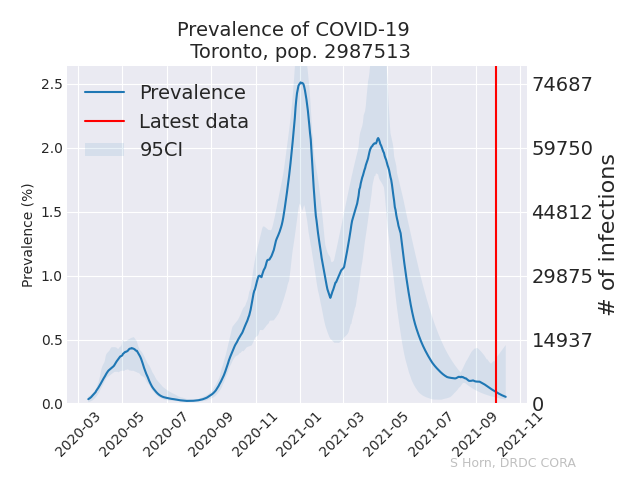 Prevalence of COVID-19
Toronto, pop. 2987513
Prevalence
Latest data
95CI
Prevalence (%)
2.5
2.0
1.5
1.0
0.5
0.0
74687
59750
44812
29875
14937
0
# of infections
2020-03
2020-05
2020-07
2020-09
2020-11
2021-01
2021-03
2021-05
2021-07
2021-09
2021-11
S Horn, DRDC CORA